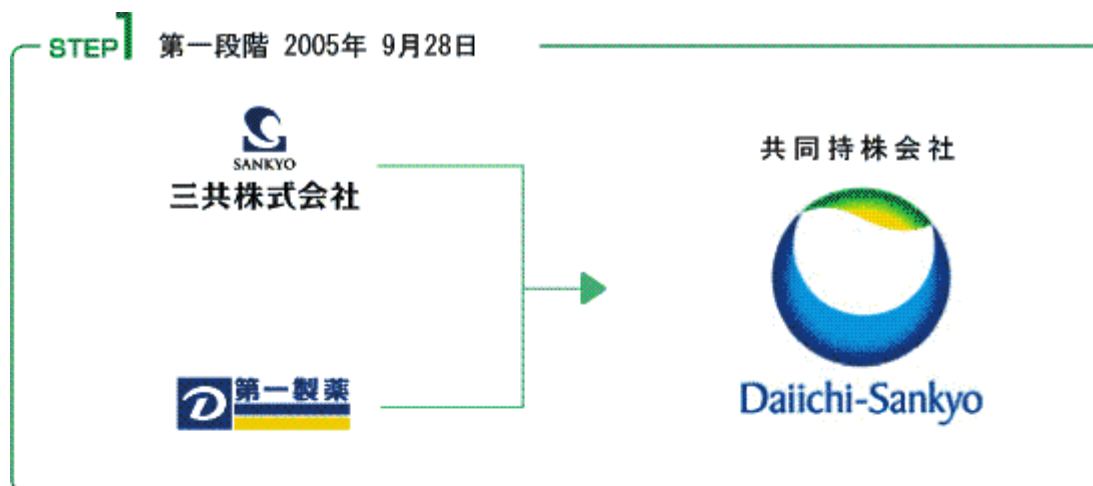 STEP1 第一段階 2005年 9月28日
SANKYO
三共株式会社
第一製薬
共同持株会社
Daiichi-Sankyo